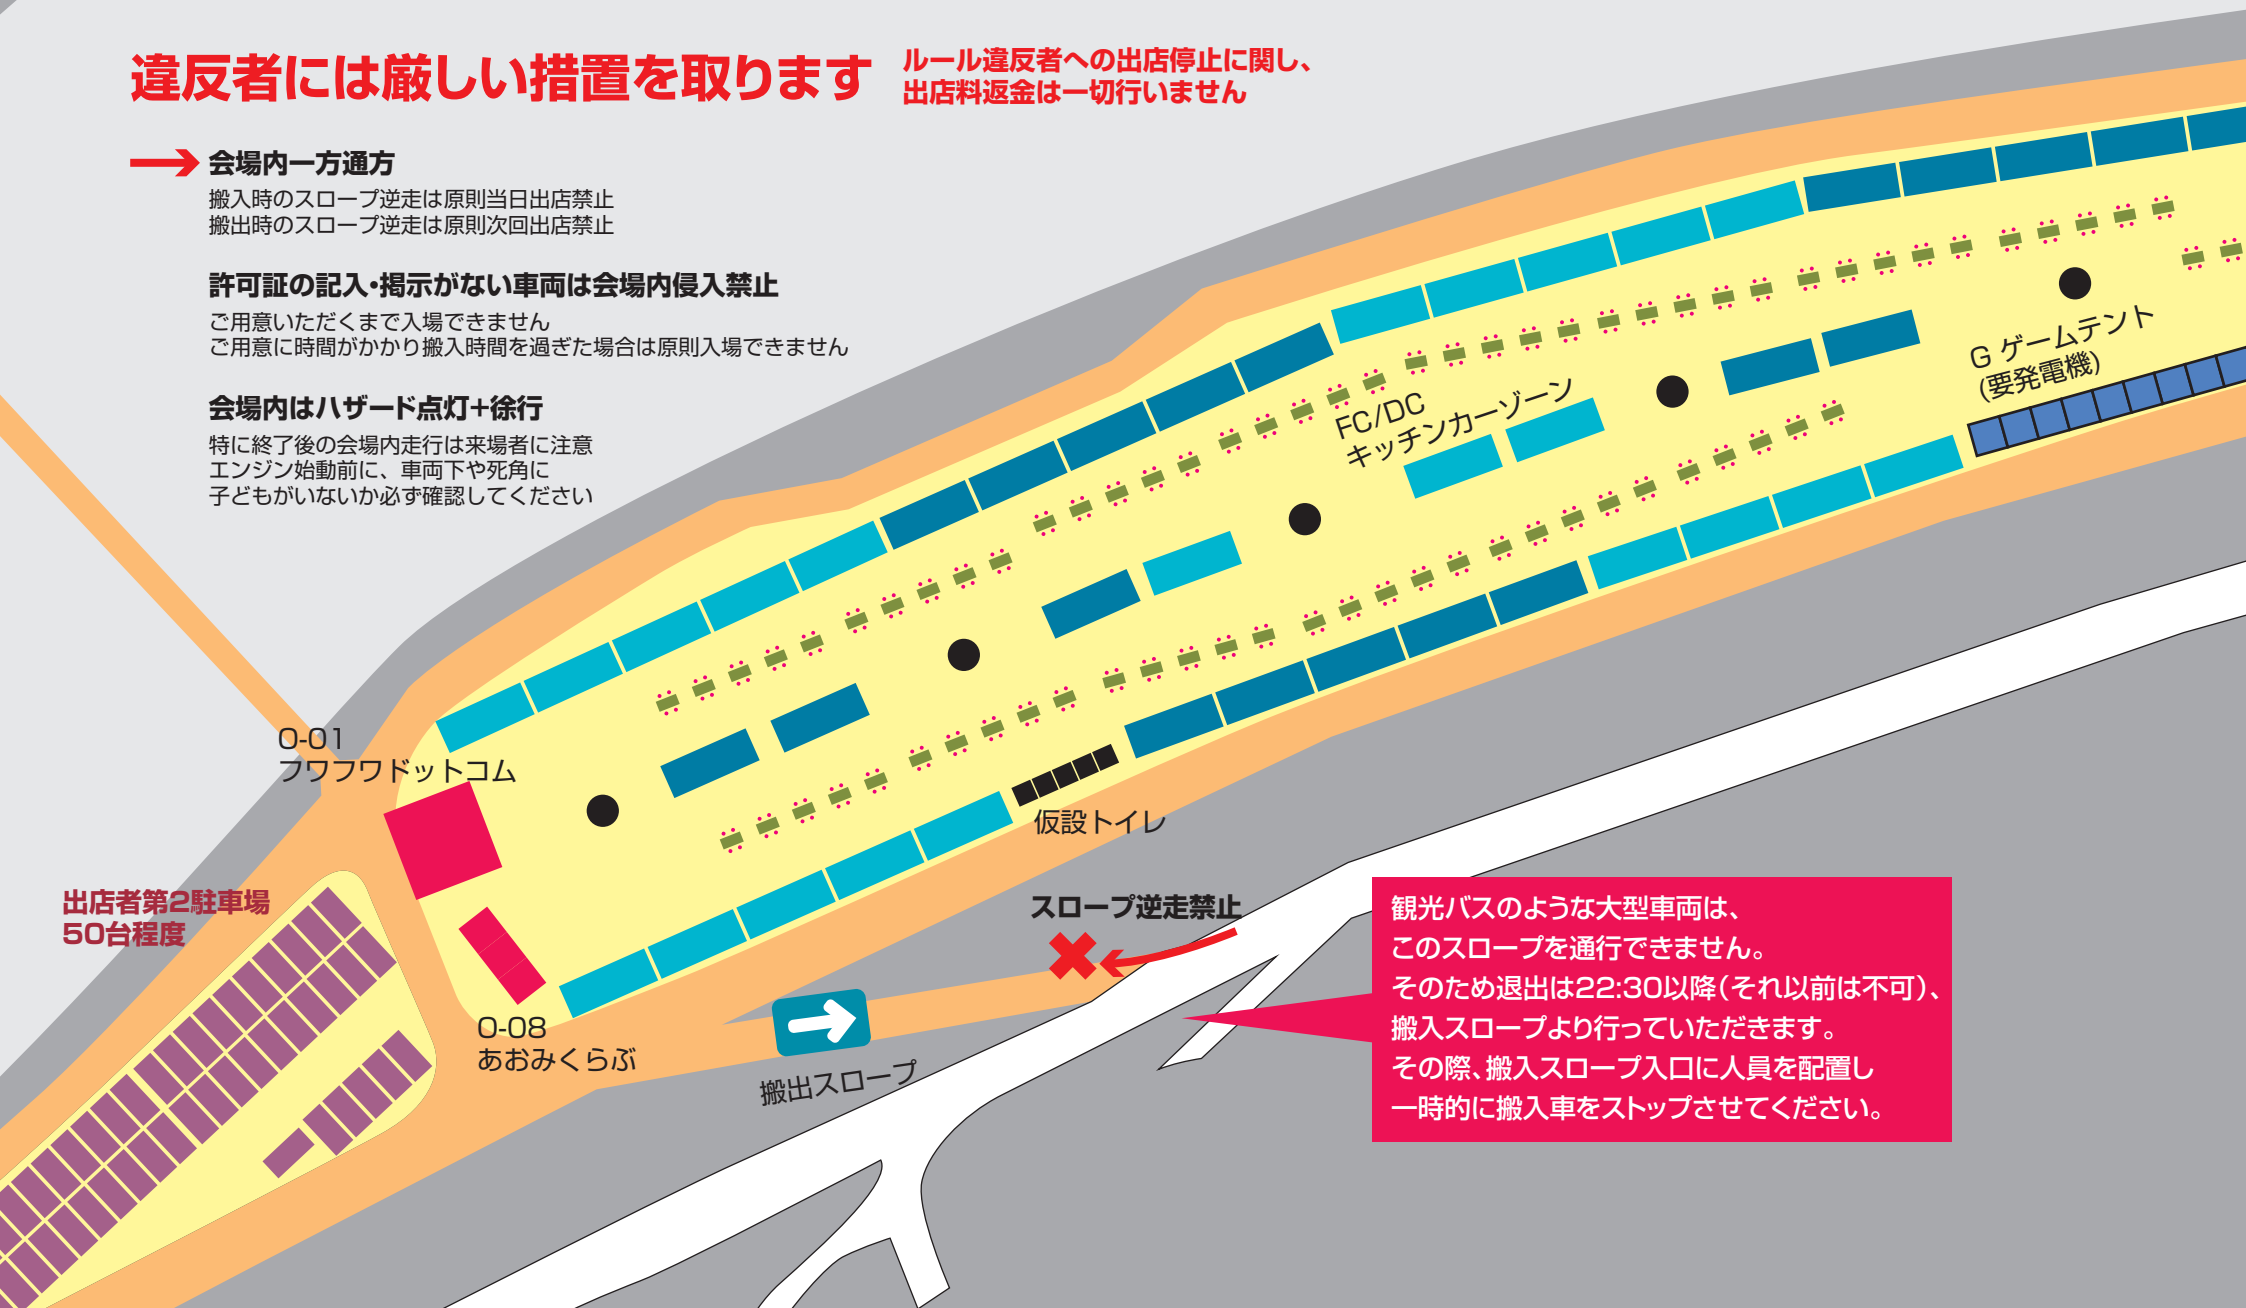 違反者には厳しい措置を取ります
ルール違反者への出店停止に関し、
出店料返金は一切行いません
会場内一方通方
搬入時のスロープ逆走は原則当日出店禁止
搬出時のスロープ逆走は原則次回出店禁止
許可証の記入・掲示がない車両は会場内侵入禁止
ご用意いただくまで入場できません
ご用意に時間がかかり搬入時間を過ぎた場合は原則入場できません
会場内はハザード点灯+徐行
特に終了後の会場内走行は来場者に注意
エンジン始動前に、車両下や死角に
子どもがいないか必ず確認してください
G ゲームテント
(要発電機)
FC/DC
キッチンカーゾーン
O-01
フワフワドットコム
仮設トイレ
出店者第2駐車場
50台程度
スロープ逆走禁止
O-08
あおみくらぶ
搬出スロープ
観光バスのような大型車両は、
このスロープを通行できません。
そのため退出は22:30以降(それ以前は不可)、
搬入スロープより行っていただきます。
その際、搬入スロープ入口に人員を配置し
一時的に搬入車をストップさせてください。